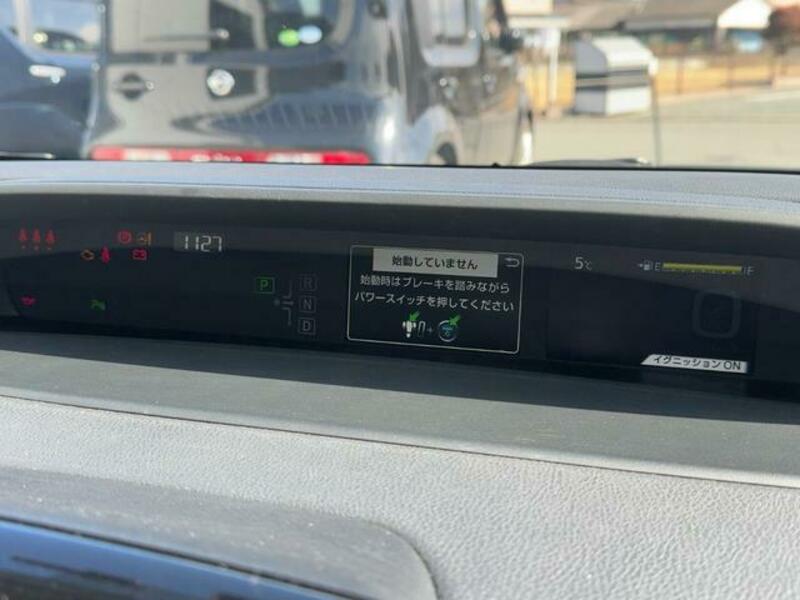 1127
始動していません
始動時はブレーキを踏みながら
パワースイッチを押してください
P
R
N
D
5℃
E F
イグニッション ON